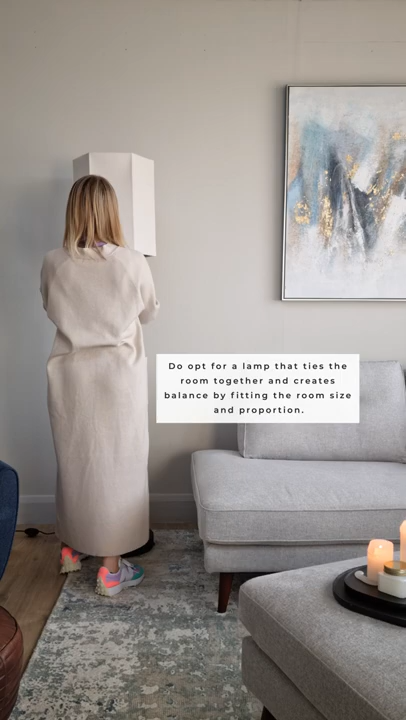 Do opt for a lamp that ties the
room together and creates
balance by fitting the room size
and proportion.